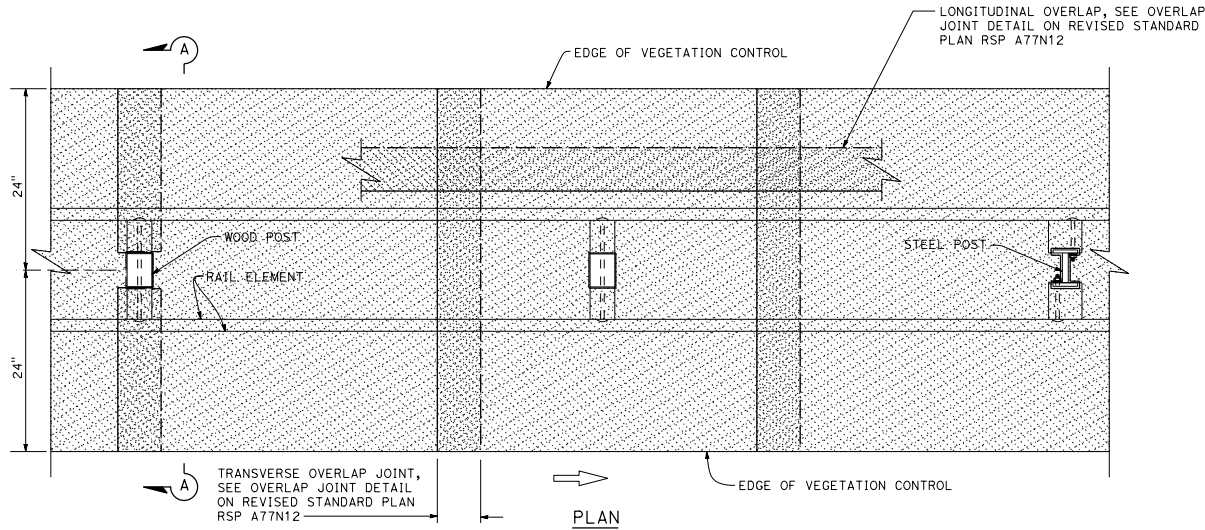 LONGITUDINAL OVERLAP, SEE OVERLAP
JOINT DETAIL ON REVISED STANDARD
PLAN RSP A77N12
A
EDGE OF VEGETATION CONTROL
24"
WOOD POST
STEEL POST
RAIL ELEMENT
24"
A
TRANSVERSE OVERLAP JOINT,
SEE OVERLAP JOINT DETAIL
ON REVISED STANDARD PLAN
RSP A77N12
EDGE OF VEGETATION CONTROL
PLAN